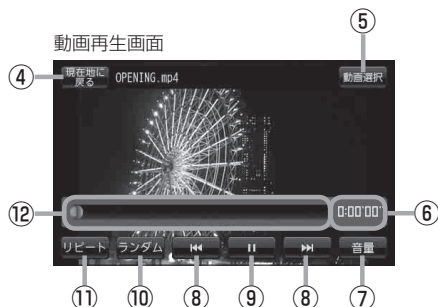 動画再生画面
⑤
④
現在地に
戻る
OPENING.mp4
動画選択
⑫
0:00'00"
⑥
リピート
ランダム
⏮
⏸
⏭
音量
⑪
⑩
⑧
⑨
⑧
⑦